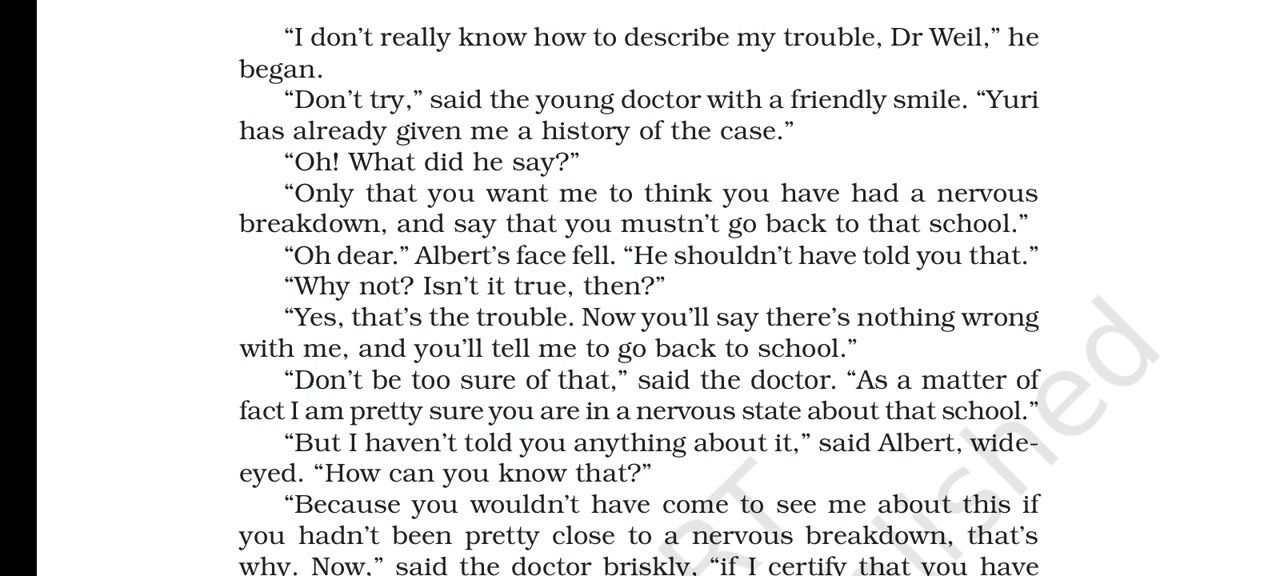 “I don’t really know how to describe my trouble, Dr Weil,” he
began.
“Don’t try,” said the young doctor with a friendly smile. “Yuri
has already given me a history of the case.”
“Oh! What did he say?”
“Only that you want me to think you have had a nervous
breakdown, and say that you mustn’t go back to that school.”
“Oh dear.” Albert’s face fell. “He shouldn’t have told you that.”
“Why not? Isn’t it true, then?”
“Yes, that’s the trouble. Now you’ll say there’s nothing wrong
with me, and you’ll tell me to go back to school.”
“Don’t be too sure of that,” said the doctor. “As a matter of
fact I am pretty sure you are in a nervous state about that school.”
“But I haven’t told you anything about it,” said Albert, wide-
eyed. “How can you know that?”
“Because you wouldn’t have come to see me about this if
you hadn’t been pretty close to a nervous breakdown, that’s
why. Now,” said the doctor briskly, “if I certify that you have